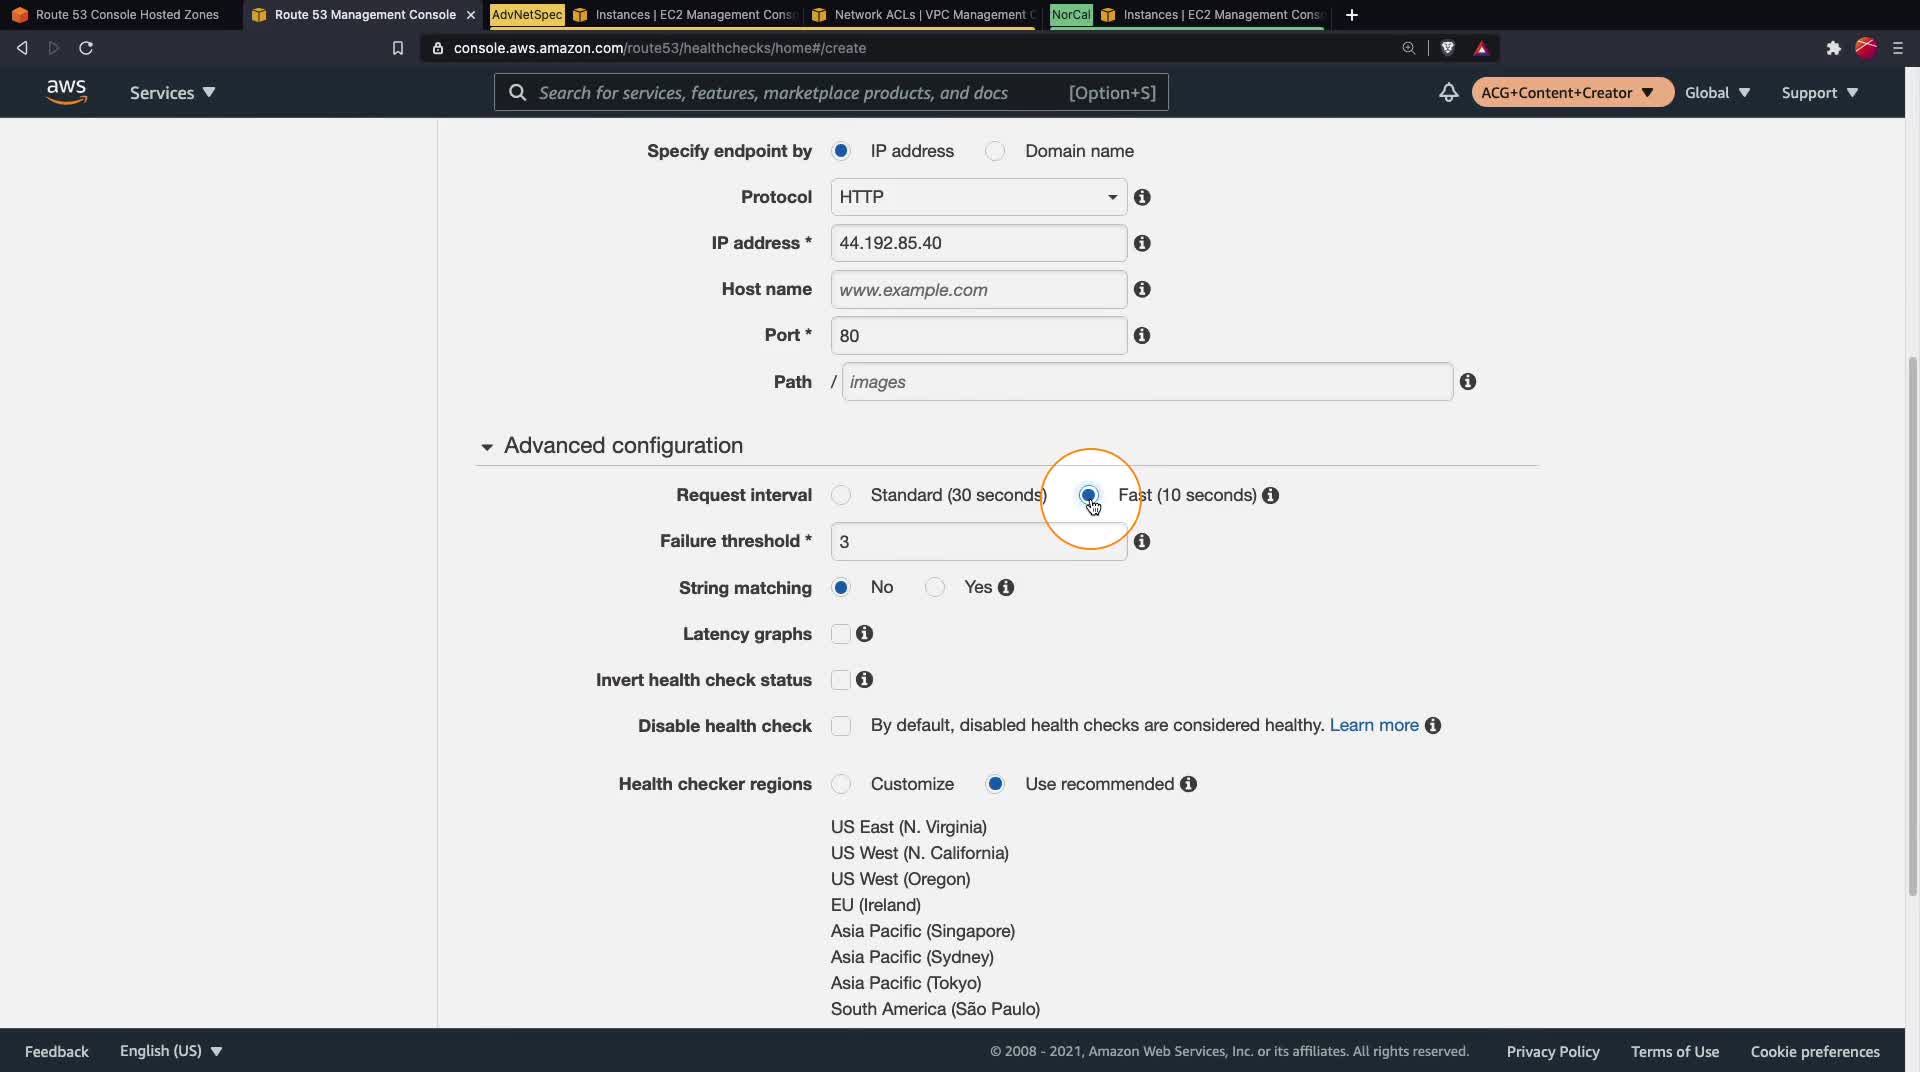 Route 53 Console Hosted Zones
Route 53 Management Console
AdvNetSpec
Instances | EC2 Management Conso
Network ACLs | VPC Management C
NorCal
Instances | EC2 Management Conso
console.aws.amazon.com/route53/healthchecks/home#/create
aws
Services
Search for services, features, marketplace products, and docs
[Option+S]
ACG+Content+Creator
Global
Support
Specify endpoint by
IP address
Domain name
Protocol
HTTP
IP address *
44.192.85.40
Host name
www.example.com
Port *
80
Path
/
images
Advanced configuration
Request interval
Standard (30 seconds)
Fast (10 seconds)
Failure threshold *
3
String matching
No
Yes
Latency graphs
Invert health check status
Disable health check
By default, disabled health checks are considered healthy. Learn more
Health checker regions
Customize
Use recommended
US East (N. Virginia)
US West (N. California)
US West (Oregon)
EU (Ireland)
Asia Pacific (Singapore)
Asia Pacific (Sydney)
Asia Pacific (Tokyo)
South America (São Paulo)
Feedback
English (US)
© 2008 - 2021, Amazon Web Services, Inc. or its affiliates. All rights reserved.
Privacy Policy
Terms of Use
Cookie preferences